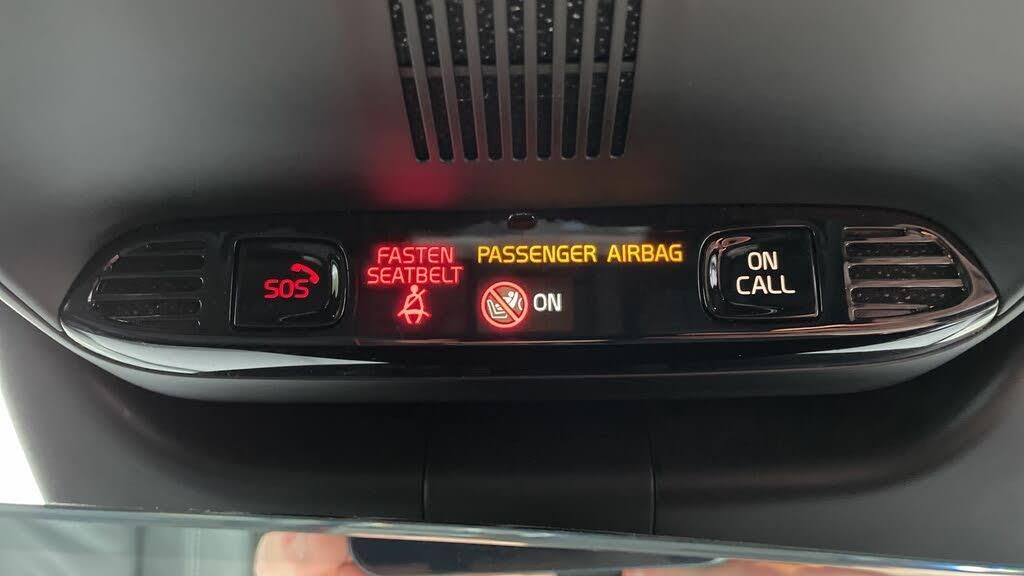 SOS
FASTEN
SEATBELT
PASSENGER AIRBAG
ON
ON
CALL